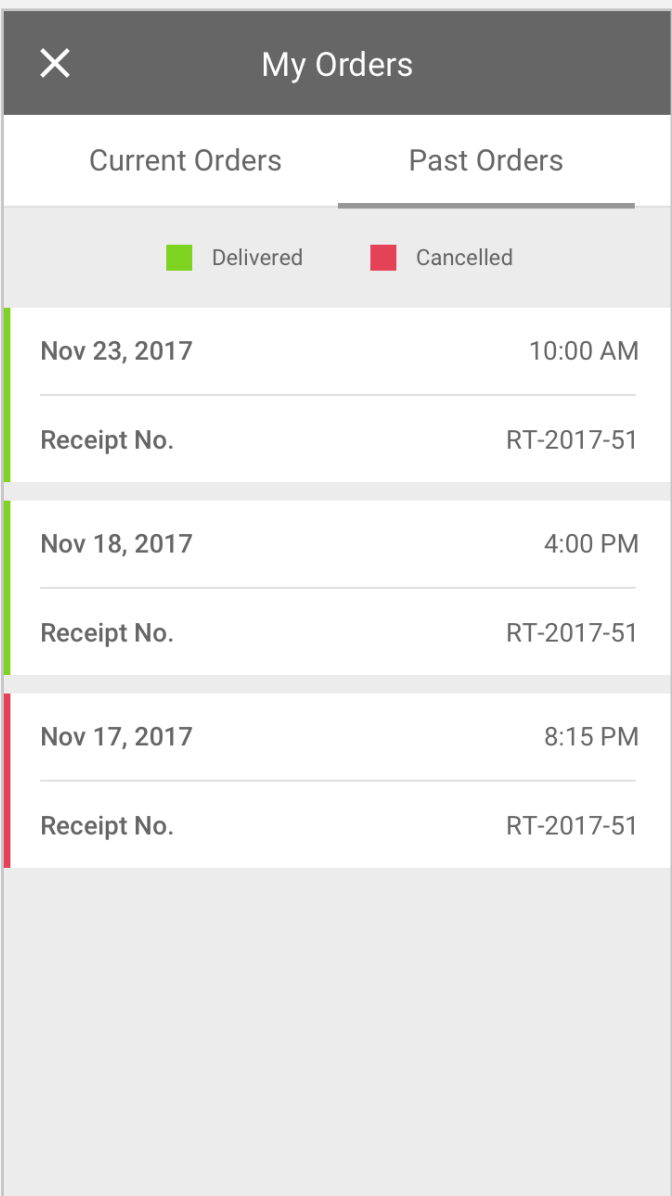 My Orders
Current Orders Past Orders
Delivered Cancelled
Nov 23, 2017 10:00 AM
Receipt No. RT-2017-51
Nov 18, 2017 4:00 PM
Receipt No. RT-2017-51
Nov 17, 2017 8:15 PM
Receipt No. RT-2017-51